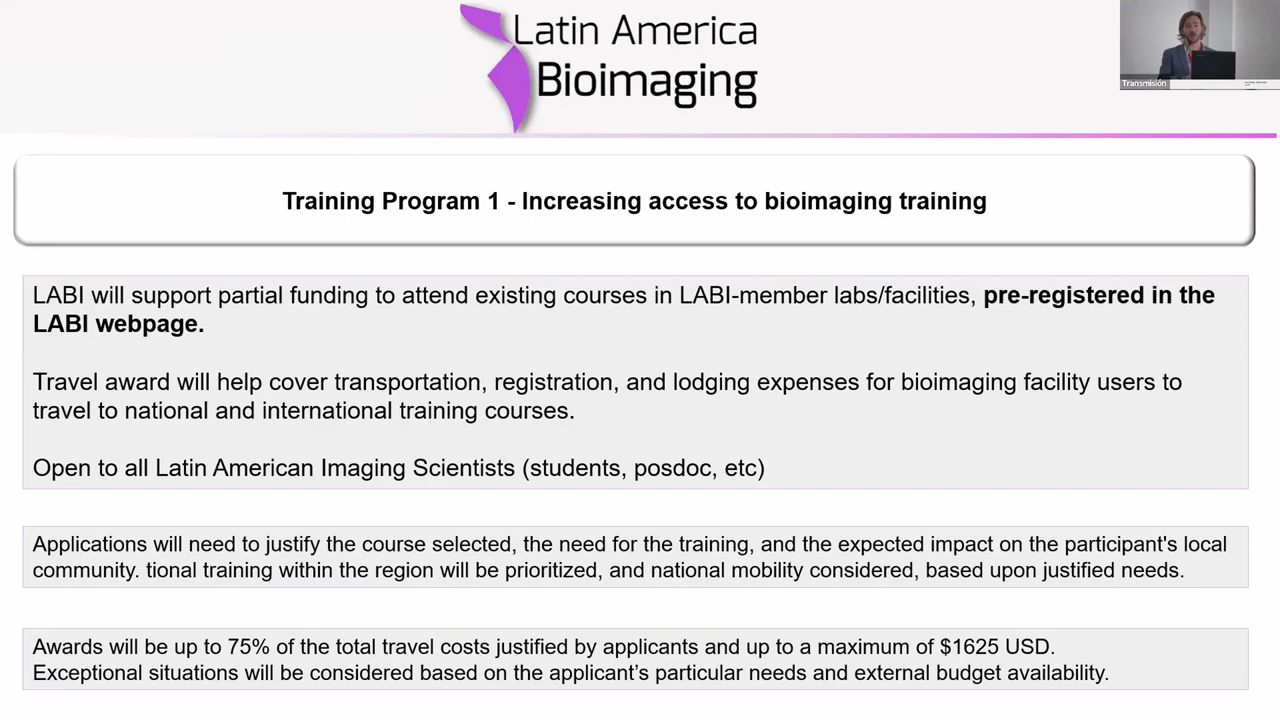 Latin America
Bioimaging
Transmisión
Training Program 1 - Increasing access to bioimaging training
LABI will support partial funding to attend existing courses in LABI-member labs/facilities, pre-registered in the
LABI webpage.
Travel award will help cover transportation, registration, and lodging expenses for bioimaging facility users to
travel to national and international training courses.
Open to all Latin American Imaging Scientists (students, posdoc, etc)
Applications will need to justify the course selected, the need for the training, and the expected impact on the participant's local
community. tional training within the region will be prioritized, and national mobility considered, based upon justified needs.
Awards will be up to 75% of the total travel costs justified by applicants and up to a maximum of $1625 USD.
Exceptional situations will be considered based on the applicant’s particular needs and external budget availability.